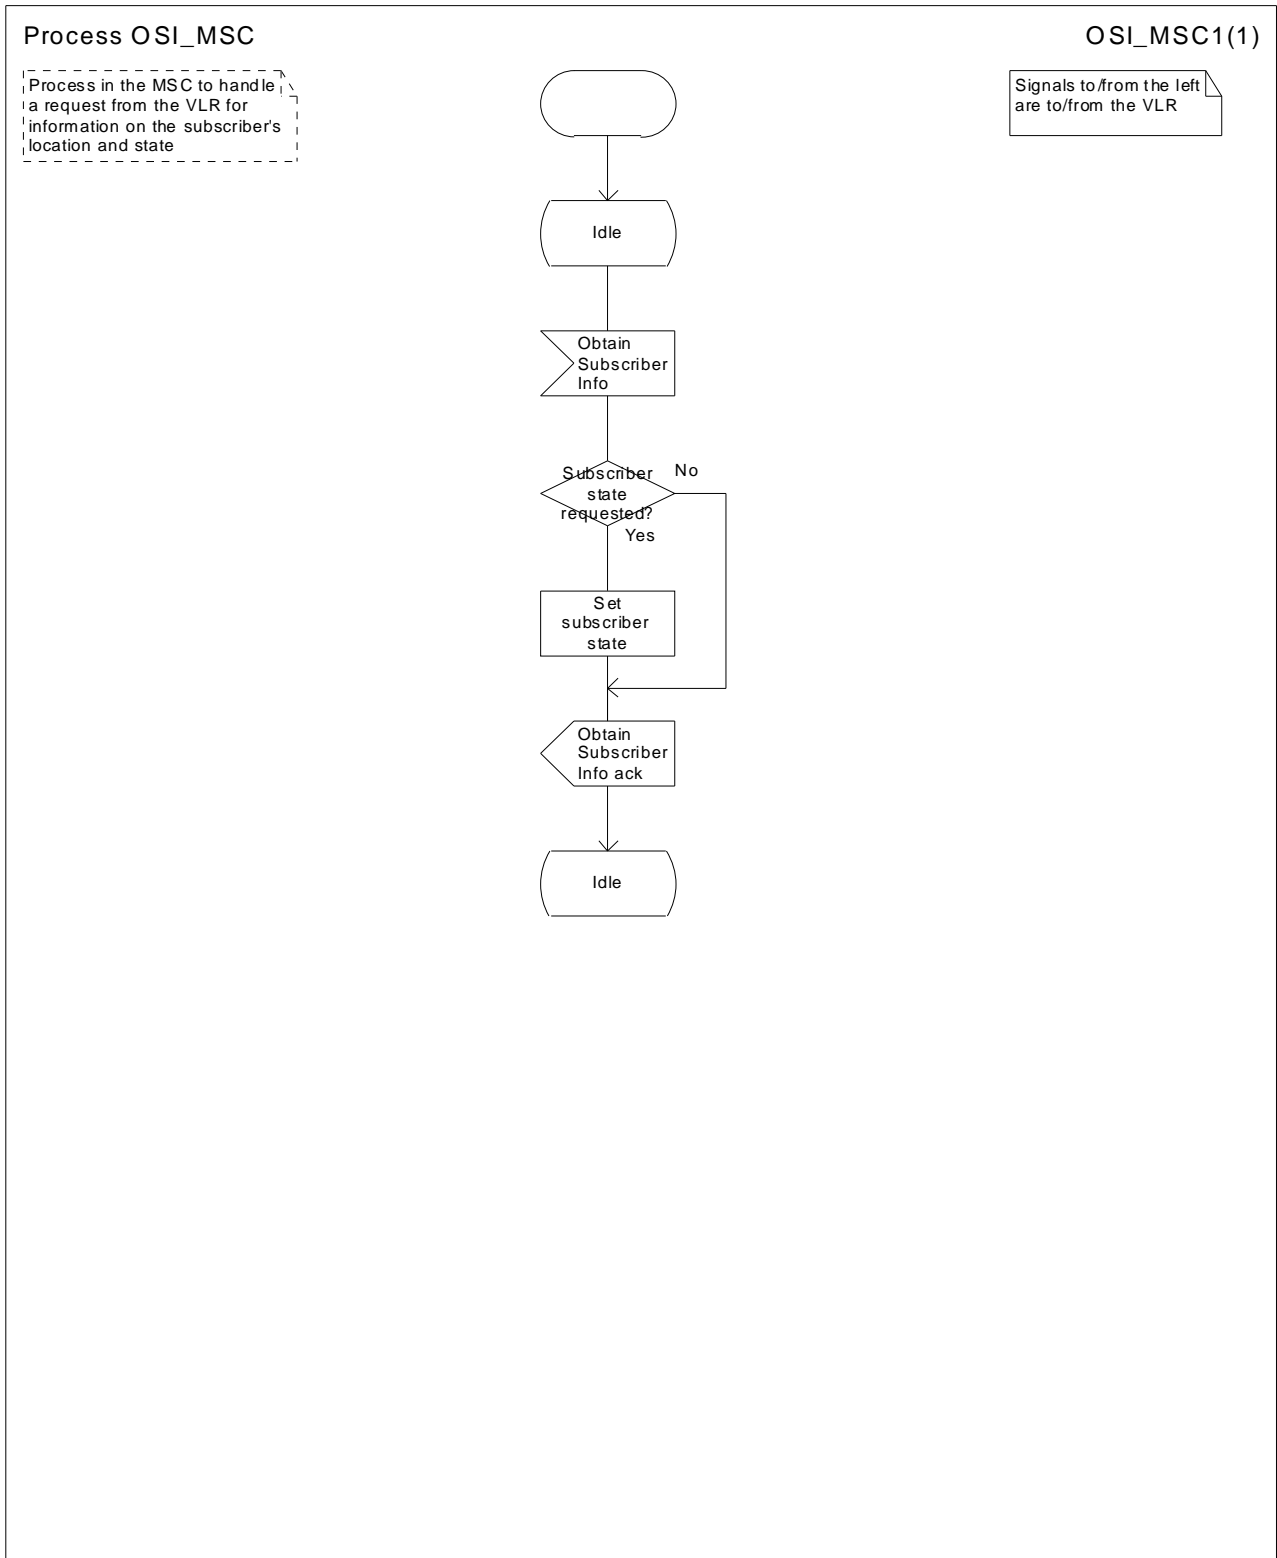 Process OSI_MSC
OSI_MSC1(1)
Process in the MSC to handle
a request from the VLR for
information on the subscriber's
location and state
Signals to/from the left
are to/from the VLR
Idle
Obtain
Subscriber
Info
Subscriber
state
requested?
No
Yes
Set
subscriber
state
Obtain
Subscriber
Info ack
Idle